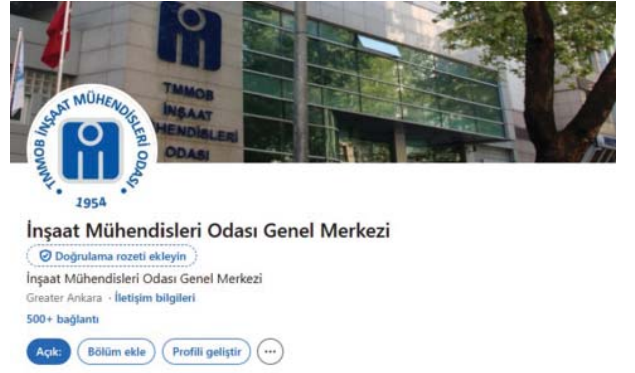 TMMOB
İNŞAAT
MÜHENDİSLERİ
ODASI
TMMOB İNŞAAT MÜHENDİSLERİ ODASI
1954
İnşaat Mühendisleri Odası Genel Merkezi
Doğrulama rozeti ekleyin
İnşaat Mühendisleri Odası Genel Merkezi
Greater Ankara · İletişim bilgileri
500+ bağlantı
Açık:
Bölüm ekle
Profili geliştir